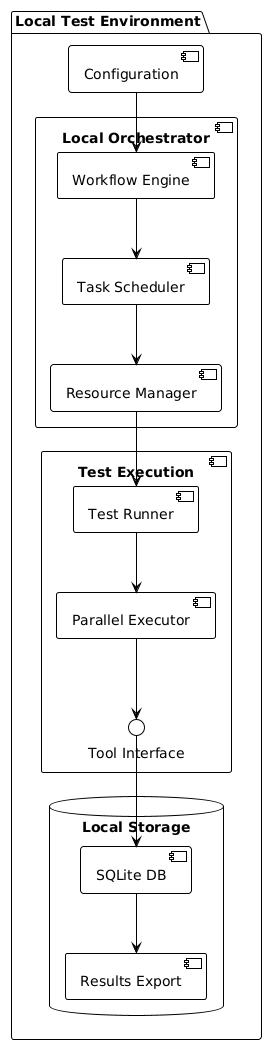 Local Test Environment
Configuration
Local Orchestrator
Workflow Engine
Task Scheduler
Resource Manager
Test Execution
Test Runner
Parallel Executor
Tool Interface
Local Storage
SQLite DB
Results Export